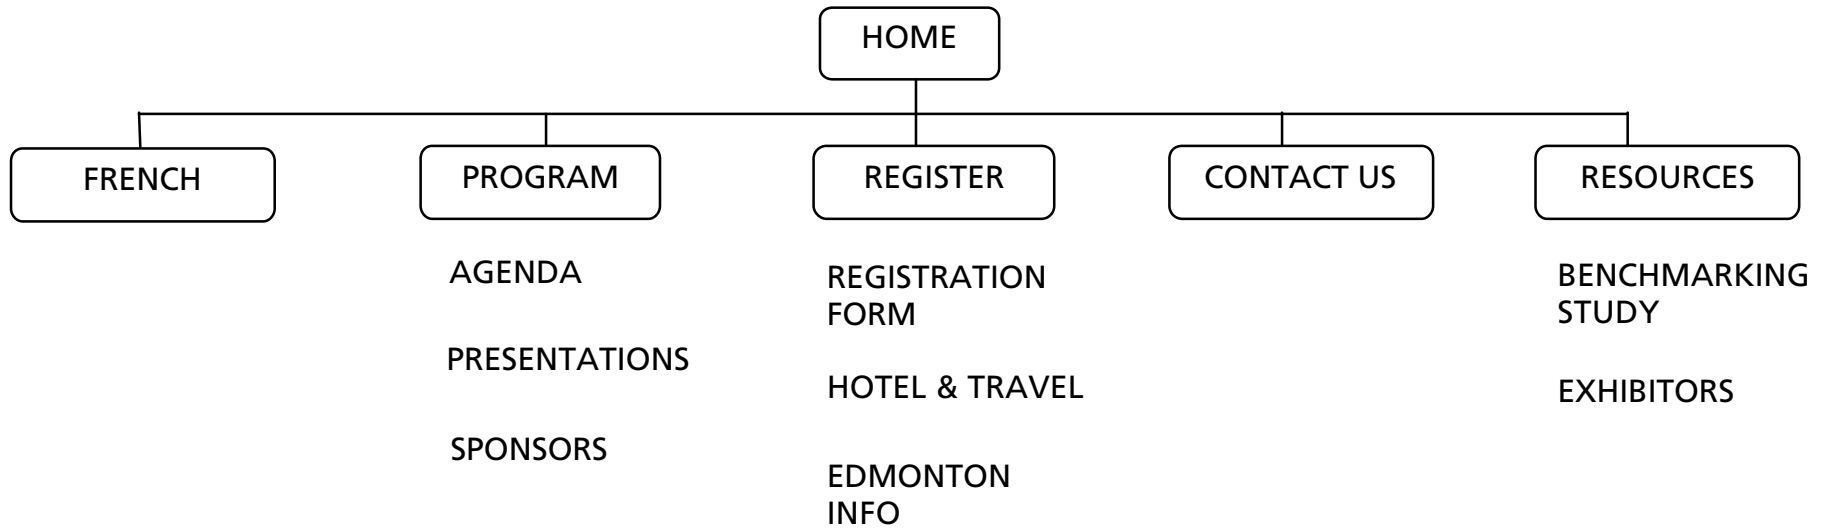 HOME
FRENCH
PROGRAM
REGISTER
CONTACT US
RESOURCES
AGENDA
PRESENTATIONS
SPONSORS
REGISTRATION
FORM
HOTEL & TRAVEL
EDMONTON
INFO
BENCHMARKING
STUDY
EXHIBITORS